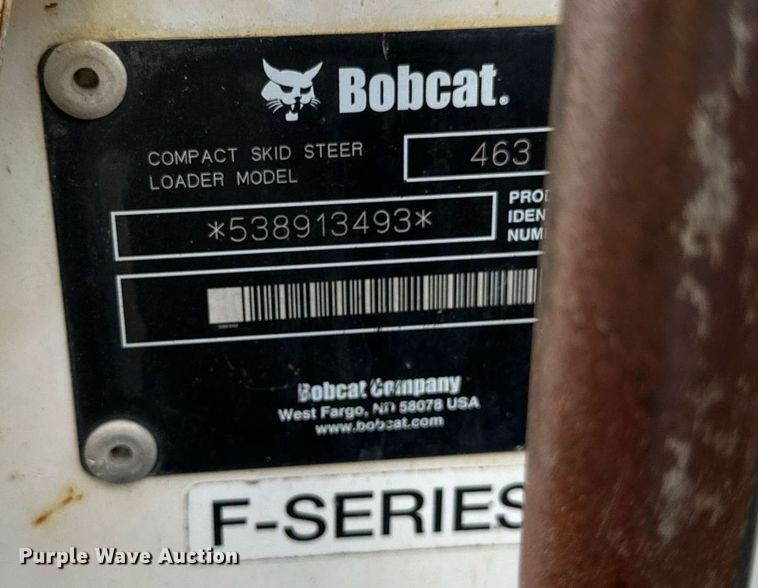 Bobcat.
COMPACT SKID STEER
LOADER MODEL
463
*538913493*
Bobcat Company
West Fargo, ND 58078 USA
www.bobcat.com
F-SERIES
Purple Wave Auction